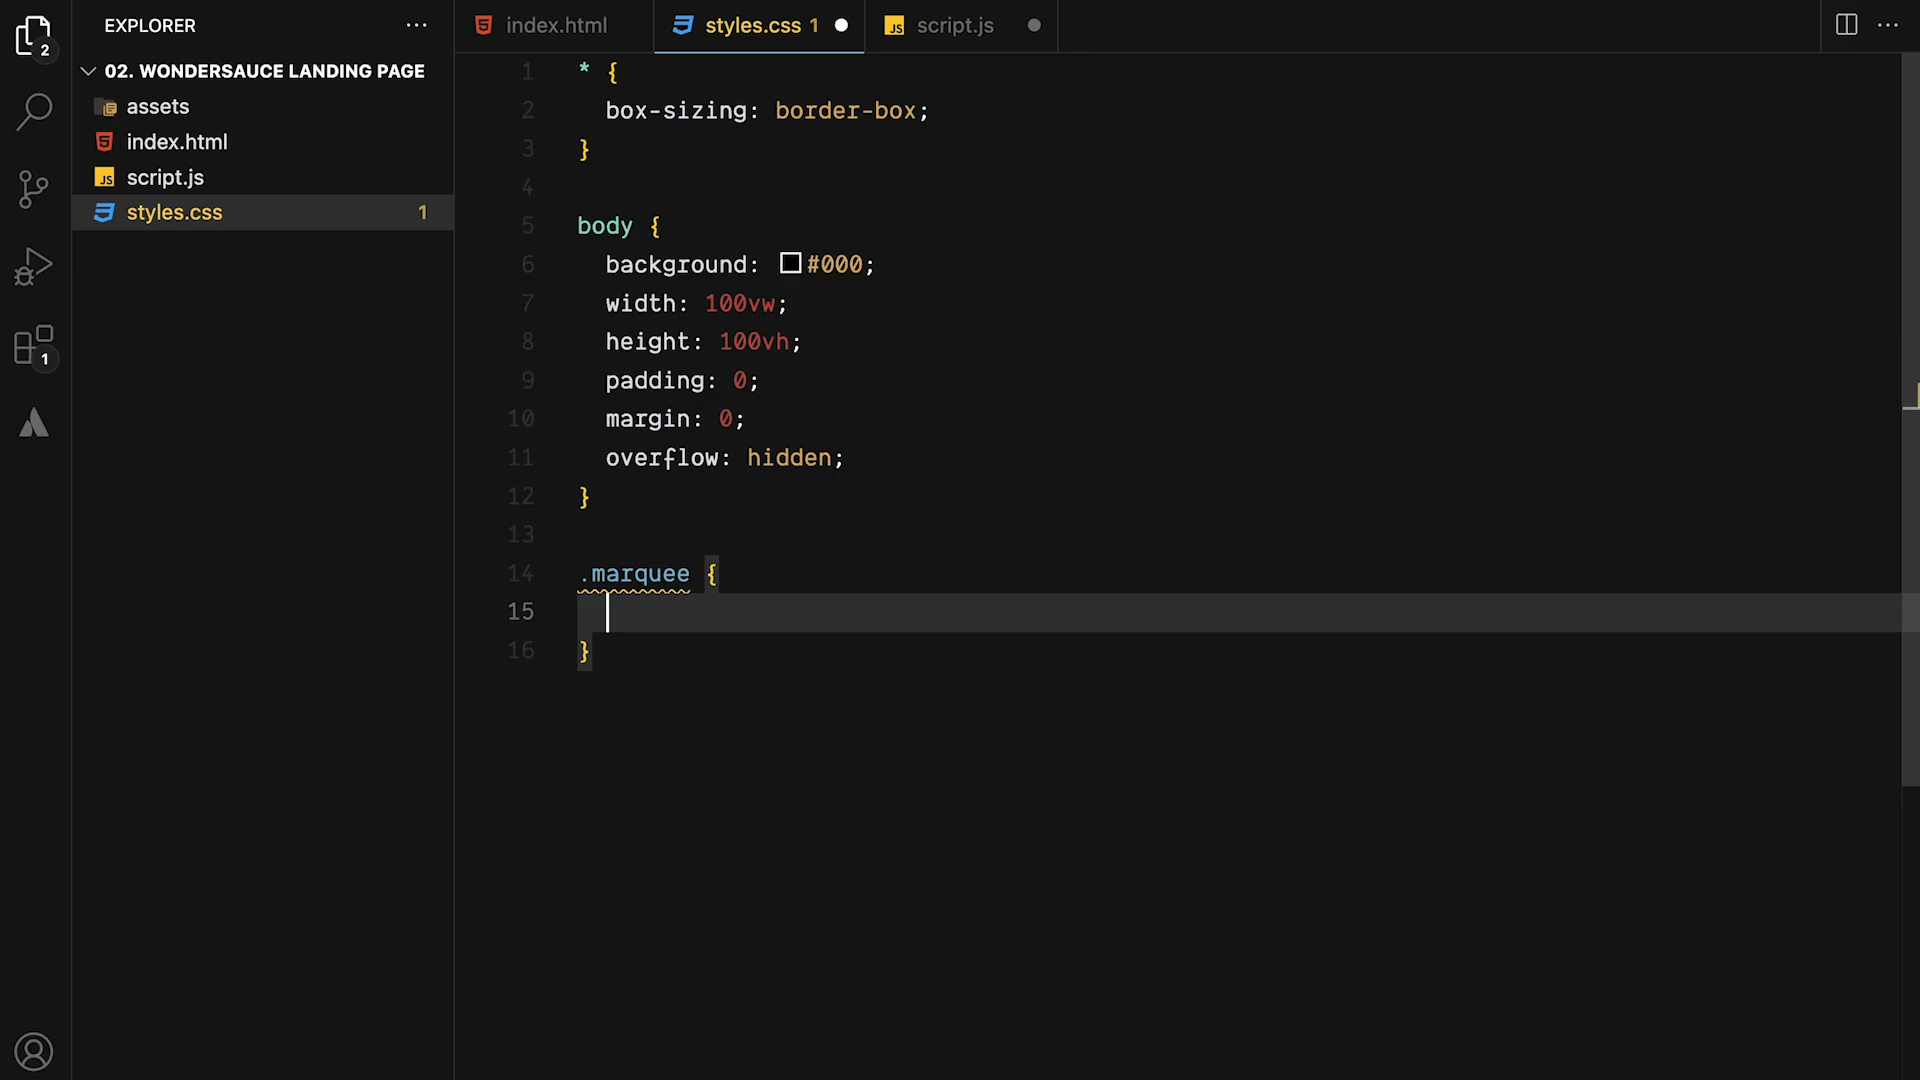 EXPLORER
2
02. WONDERSAUCE LANDING PAGE
assets
index.html
script.js
styles.css 1
1
index.html
styles.css 1
script.js
1 * {
2 box-sizing: border-box;
3 }
4
5 body {
6 background: #000;
7 width: 100vw;
8 height: 100vh;
9 padding: 0;
10 margin: 0;
11 overflow: hidden;
12 }
13
14 .marquee {
15
16 }